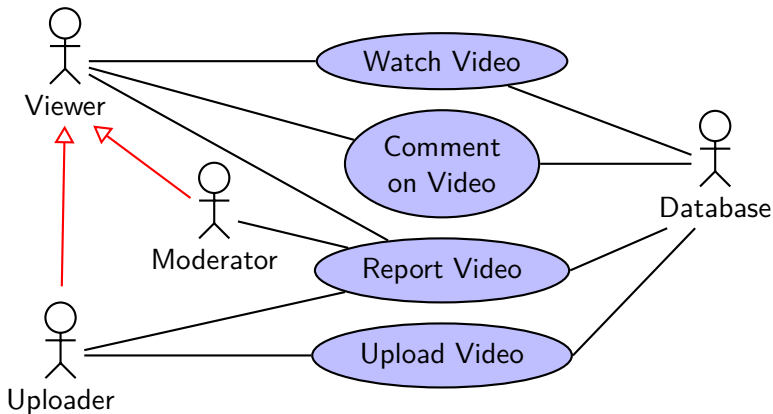 Watch Video
Viewer
Comment
on Video
Database
Moderator
Report Video
Upload Video
Uploader